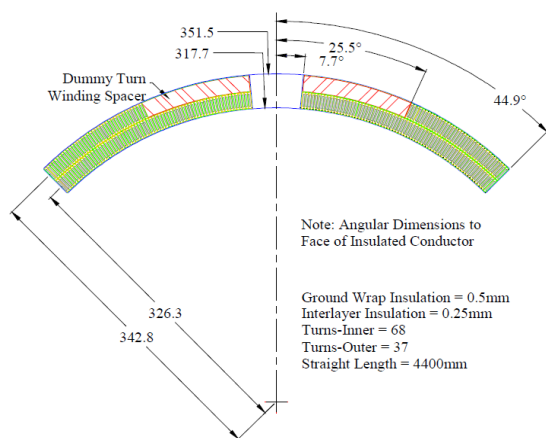 351.5
317.7
25.5°
7.7°
Dummy Turn
Winding Spacer
44.9°
Note: Angular Dimensions to
Face of Insulated Conductor
326.3
342.8
Ground Wrap Insulation = 0.5mm
Interlayer Insulation = 0.25mm
Turns-Inner = 68
Turns-Outer = 37
Straight Length = 4400mm